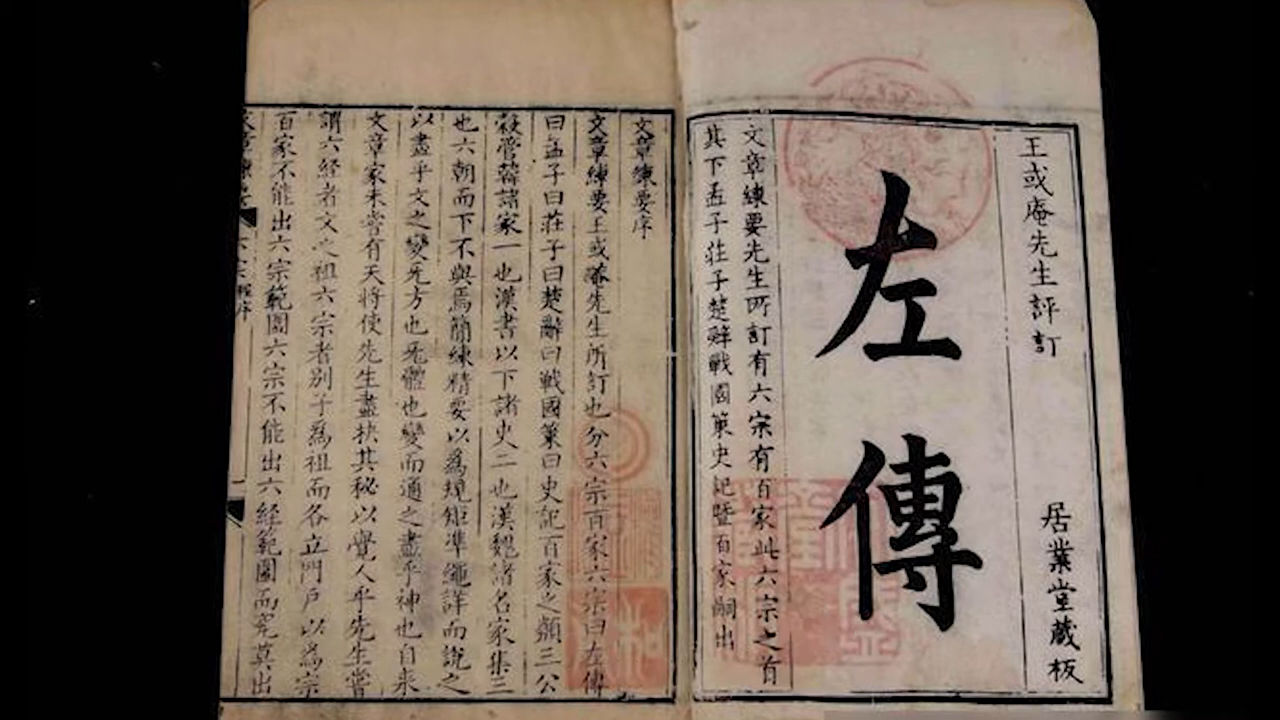 王或庵先生評訂
居業堂蔵板
左傳
文章練要先生所訂有六宗有百家此六宗之首
其下孟子莊子楚辭戰國策史記暨百家嗣出
文章練要序
文章練要王或菴先生所訂也分六宗百家六宗曰左傳
曰孟子曰莊子曰楚辭曰戰國策曰史記百家之類三公
穀管韓諸家一也漢書以下諸史二也漢魏諸名家集三
也六朝而下不與焉簡練精要以為規矩準繩詳而說之
以盡乎文之變无方也无體也變而通之盡乎神也自来
文章家未嘗有天將使先生盡抉其秘以覺人乎先生嘗
謂六经者文之祖六宗者别子為祖而各立門戶以為宗
百家不能出六宗範圍六宗不能出六經範圍而究莫出